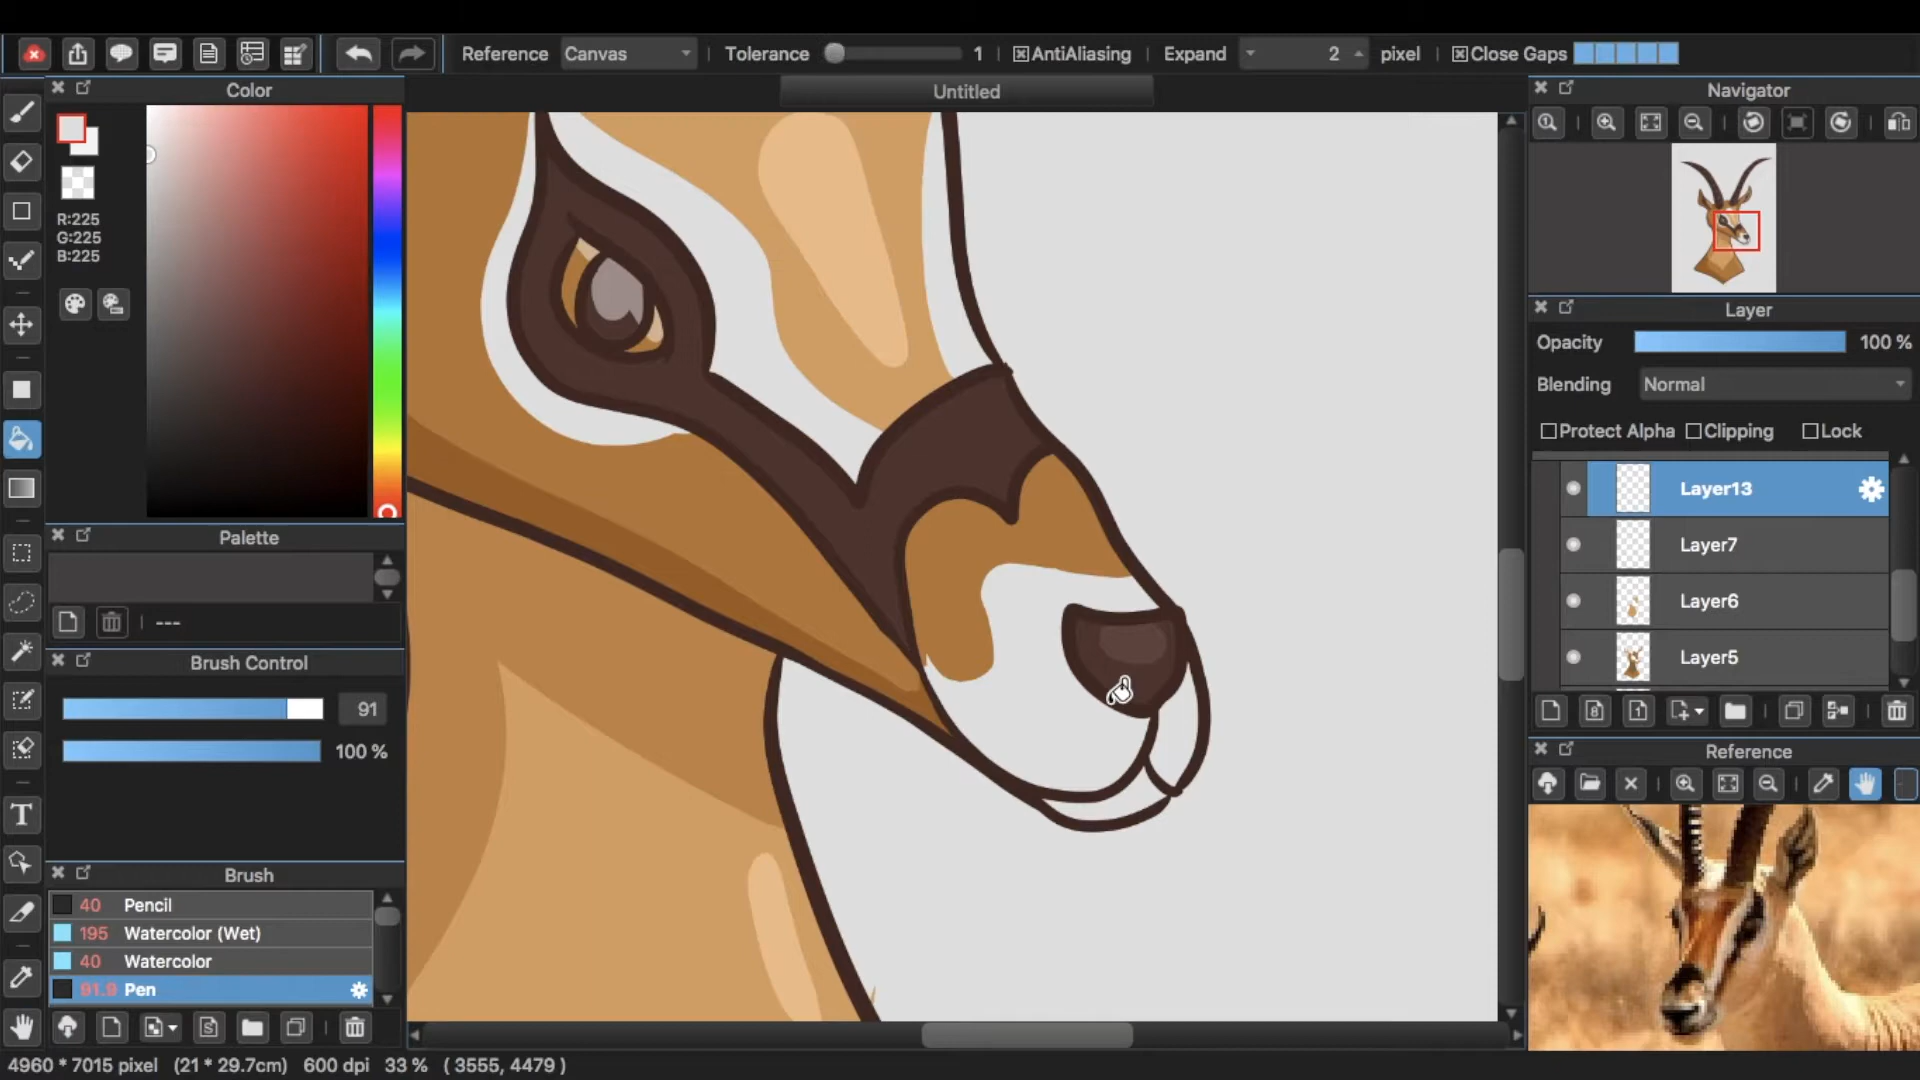 Reference Canvas Tolerance 1 AntiAliasing Expand 2 pixel Close Gaps
Untitled
Color
R:225
G:225
B:225
Palette
---
Brush Control
91
100 %
Brush
40 Pencil
195 Watercolor (Wet)
40 Watercolor
91.9 Pen
Navigator
Layer
Opacity 100 %
Blending Normal
Protect Alpha Clipping Lock
Layer13
Layer7
Layer6
Layer5
Reference
4960 * 7015 pixel (21 * 29.7cm) 600 dpi 33 % ( 3555, 4479 )